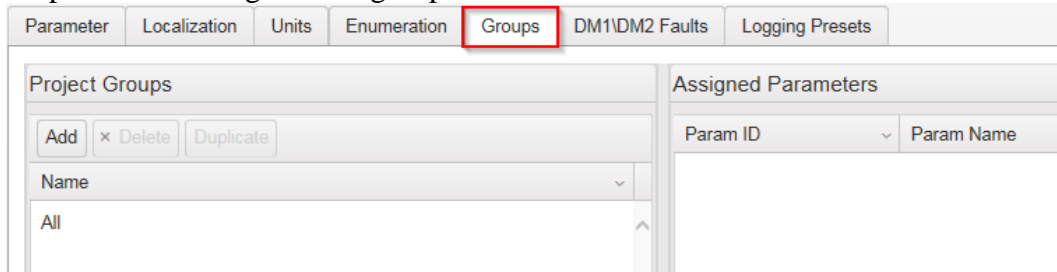 Parameter Localization Units Enumeration Groups DM1\DM2 Faults Logging Presets
Project Groups
Assigned Parameters
Add × Delete Duplicate
Param ID Param Name
Name
All